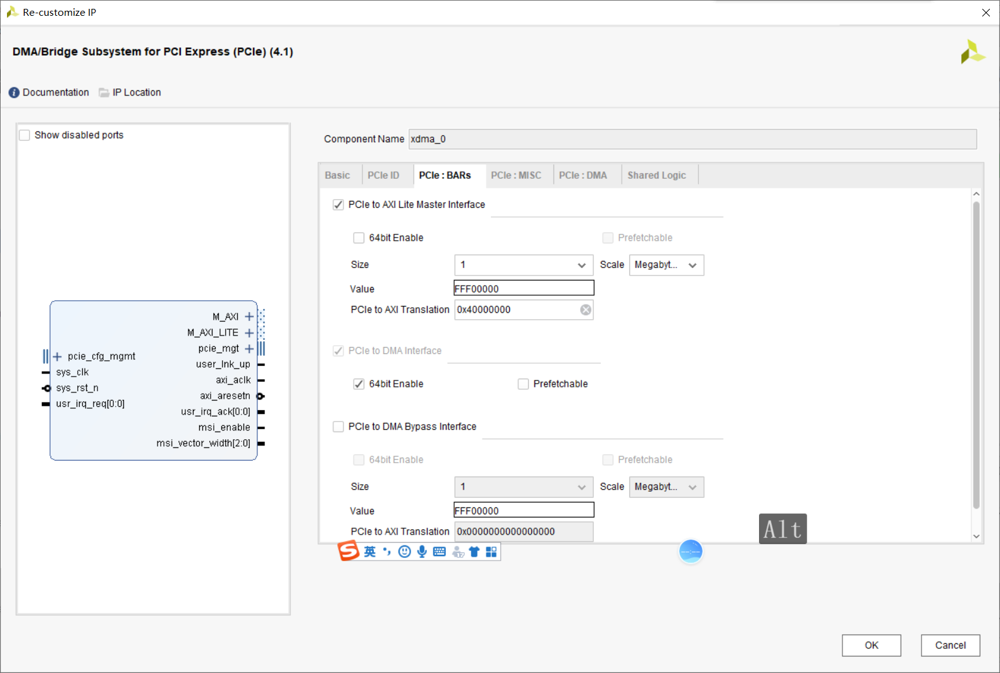 Re-customize IP
DMA/Bridge Subsystem for PCI Express (PCIe) (4.1)
Documentation IP Location
Show disabled ports
M_AXI
M_AXI_LITE
pcie_mgt
pcie_cfg_mgmt
user_lnk_up
sys_clk
axi_aclk
sys_rst_n
axi_aresetn
usr_irq_req[0:0]
usr_irq_ack[0:0]
msi_enable
msi_vector_width[2:0]
Component Name xdma_0
Basic PCIe ID PCIe : BARs PCIe : MISC PCIe : DMA Shared Logic
PCIe to AXI Lite Master Interface
64bit Enable Prefetchable
Size 1 Scale Megabyt...
Value FFF00000
PCIe to AXI Translation 0x40000000
PCIe to DMA Interface
64bit Enable Prefetchable
PCIe to DMA Bypass Interface
64bit Enable Prefetchable
Size 1 Scale Megabyt...
Value FFF00000
PCIe to AXI Translation 0x0000000000000000
Alt
英
OK Cancel